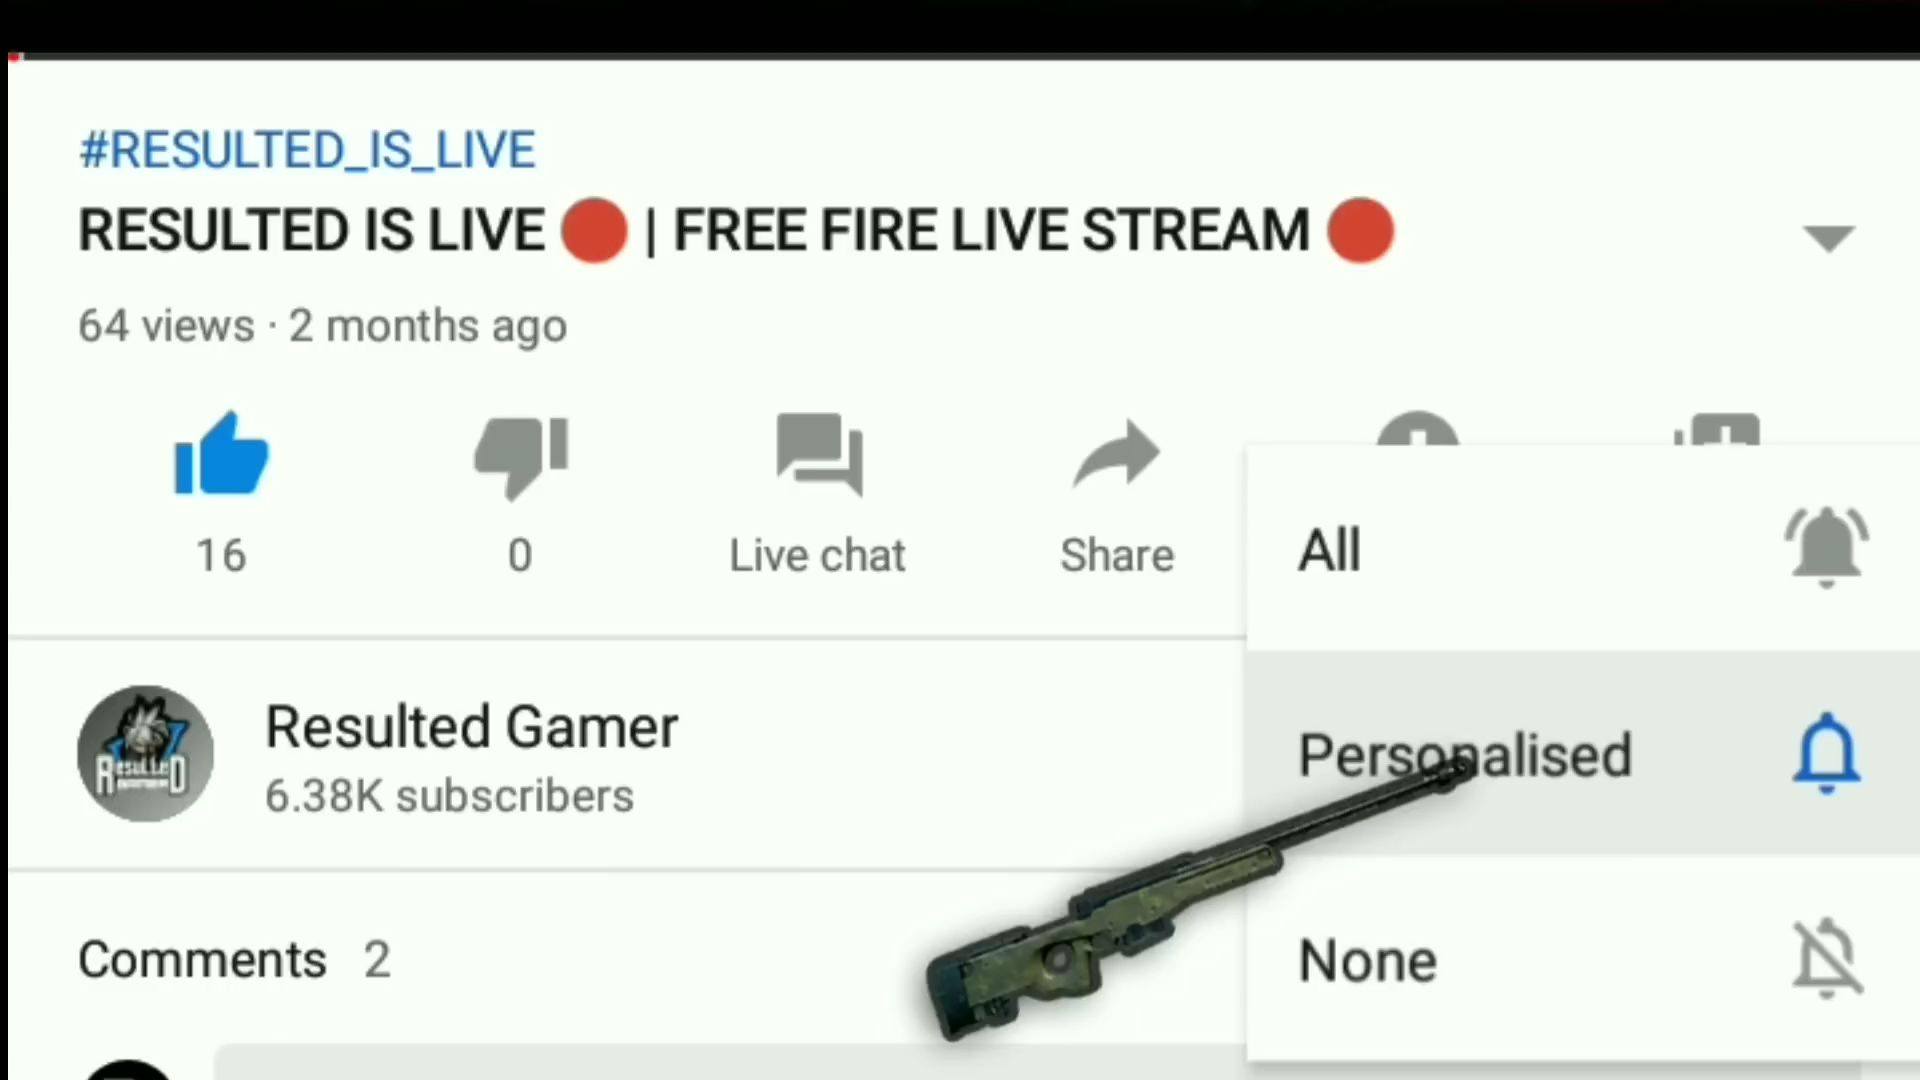 #RESULTED_IS_LIVE
RESULTED IS LIVE 🔴 | FREE FIRE LIVE STREAM 🔴
64 views · 2 months ago
16
0
Live chat
Share
All
Resulted Gamer
6.38K subscribers
Personalised
Comments 2
None